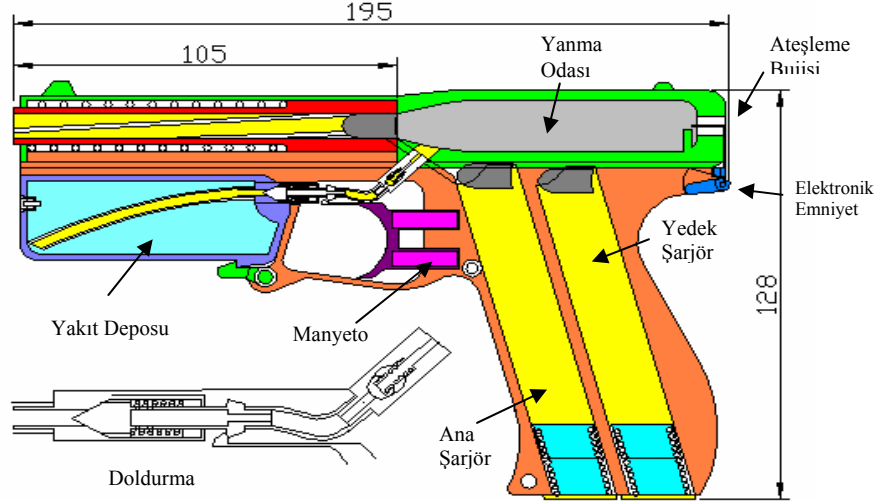 195
105
Yanma
Odası
Ateşleme
Bujisi
Elektronik
Emniyet
Yedek
Şarjör
128
Yakıt Deposu
Manyeto
Ana
Şarjör
Doldurma